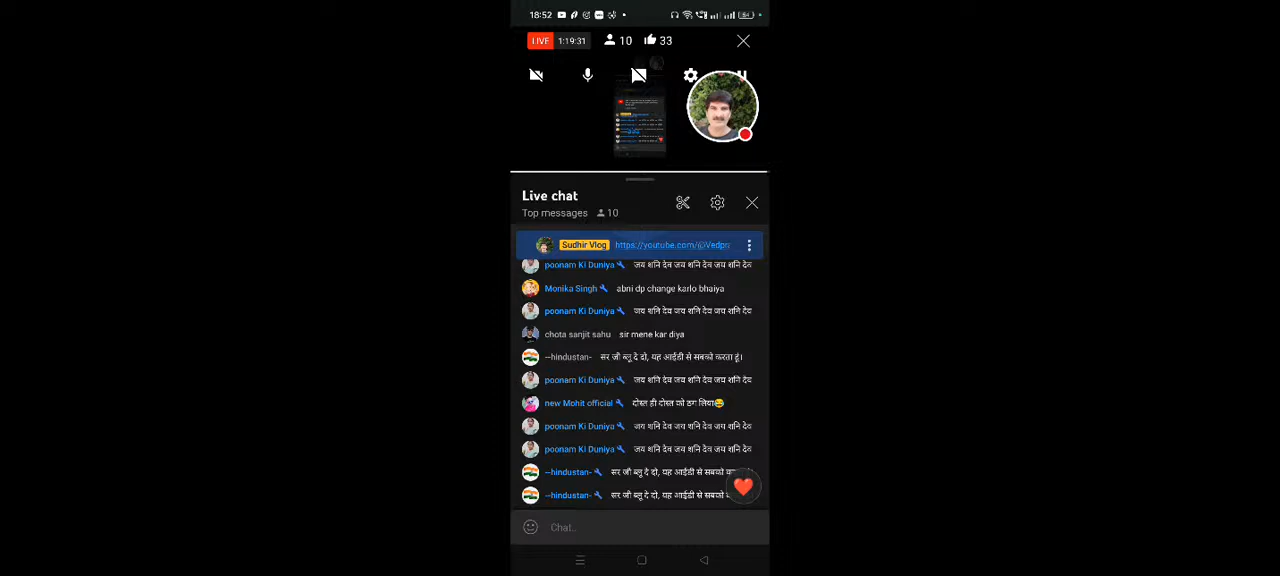 18:52
LIVE 1:19:31 10 33
Live chat
Top messages 10
Sudhir Vlog https://youtube.com/@Vedpr
poonam Ki Duniya जय शनि देव जय शनि देव जय शनि देव
Monika Singh abni dp change karlo bhaiya
poonam Ki Duniya जय शनि देव जय शनि देव जय शनि देव
chota sanjit sahu sir mene kar diya
--hindustan- सर जी ब्लू दे दो, यह आईडी से सबको करता हूं।
poonam Ki Duniya जय शनि देव जय शनि देव जय शनि देव
new Mohit official दोस्त ही दोस्त को ठग लिया😂
poonam Ki Duniya जय शनि देव जय शनि देव जय शनि देव
poonam Ki Duniya जय शनि देव जय शनि देव जय शनि देव
--hindustan- सर जी ब्लू दे दो, यह आईडी से सबको
--hindustan- सर जी ब्लू दे दो, यह आईडी से सबको
Chat..